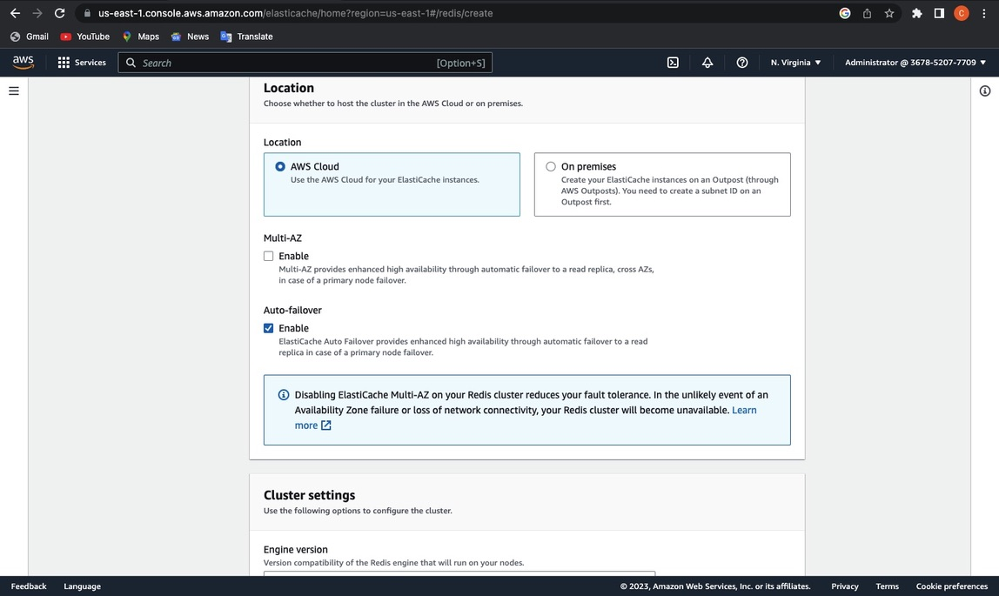 us-east-1.console.aws.amazon.com/elasticache/home?region=us-east-1#/redis/create
C
Gmail YouTube Maps News Translate
aws Services Search [Option+S] N. Virginia ▼ Administrator @ 3678-5207-7709 ▼
Location
Choose whether to host the cluster in the AWS Cloud or on premises.
Location
AWS Cloud
Use the AWS Cloud for your ElastiCache instances.
On premises
Create your ElastiCache instances on an Outpost (through
AWS Outposts). You need to create a subnet ID on an
Outpost first.
Multi-AZ
Enable
Multi-AZ provides enhanced high availability through automatic failover to a read replica, cross AZs,
in case of a primary node failover.
Auto-failover
Enable
ElastiCache Auto Failover provides enhanced high availability through automatic failover to a read
replica in case of a primary node failover.
Disabling ElastiCache Multi-AZ on your Redis cluster reduces your fault tolerance. In the unlikely event of an
Availability Zone failure or loss of network connectivity, your Redis cluster will become unavailable. Learn
more
Cluster settings
Use the following options to configure the cluster.
Engine version
Version compatibility of the Redis engine that will run on your nodes.
Feedback Language © 2023, Amazon Web Services, Inc. or its affiliates. Privacy Terms Cookie preferences